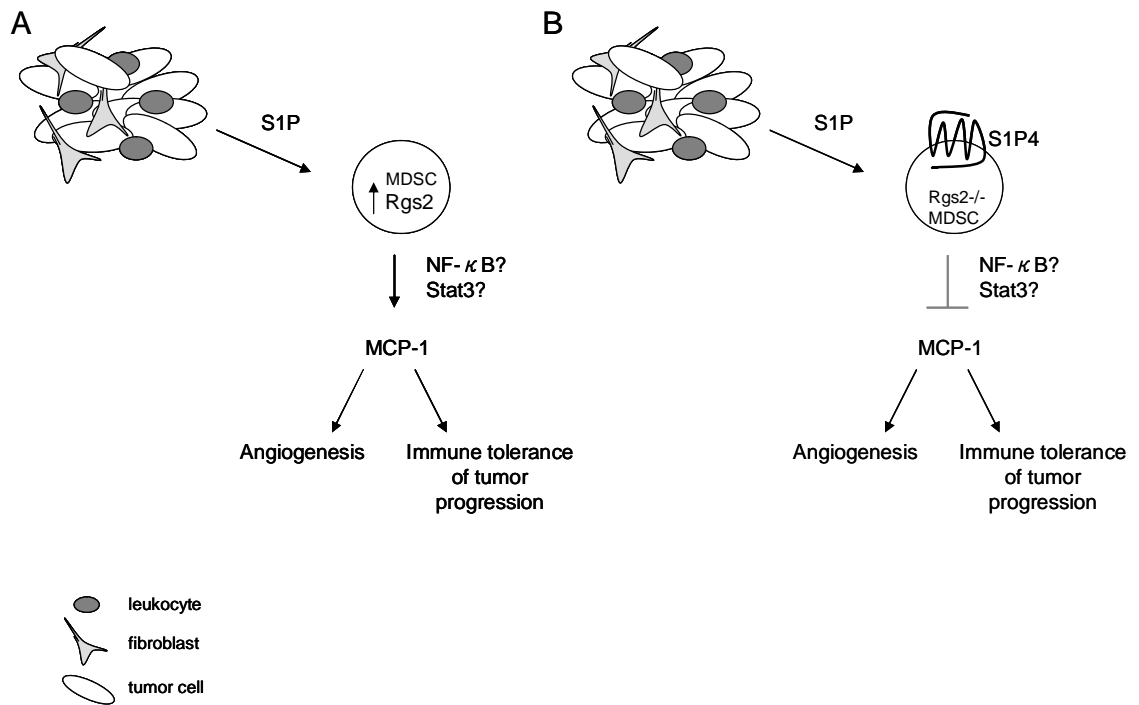 A
S1P
MDSC
Rgs2
NF-κB?
Stat3?
MCP-1
Angiogenesis
Immune tolerance
of tumor
progression
B
S1P
S1P4
Rgs2-/-
MDSC
NF-κB?
Stat3?
MCP-1
Angiogenesis
Immune tolerance
of tumor
progression
leukocyte
fibroblast
tumor cell